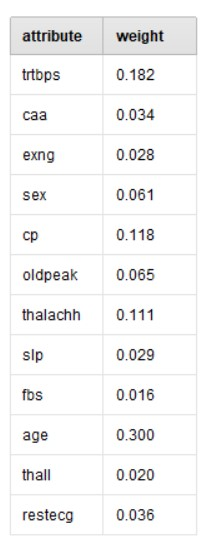 attribute weight
trtbps 0.182
caa 0.034
exng 0.028
sex 0.061
cp 0.118
oldpeak 0.065
thalachh 0.111
slp 0.029
fbs 0.016
age 0.300
thall 0.020
restecg 0.036